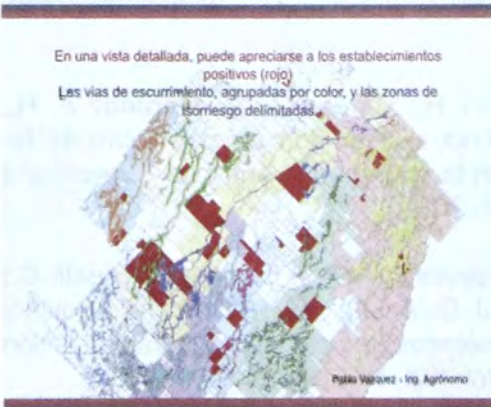 En una vista detallada, puede apreciarse a los establecimientos
positivos (rojo)
Las vias de escurrimiento, agrupadas por color, y las zonas de
isorriesgo delimitadas.
Pablo Vazquez - Ing. Agrónomo